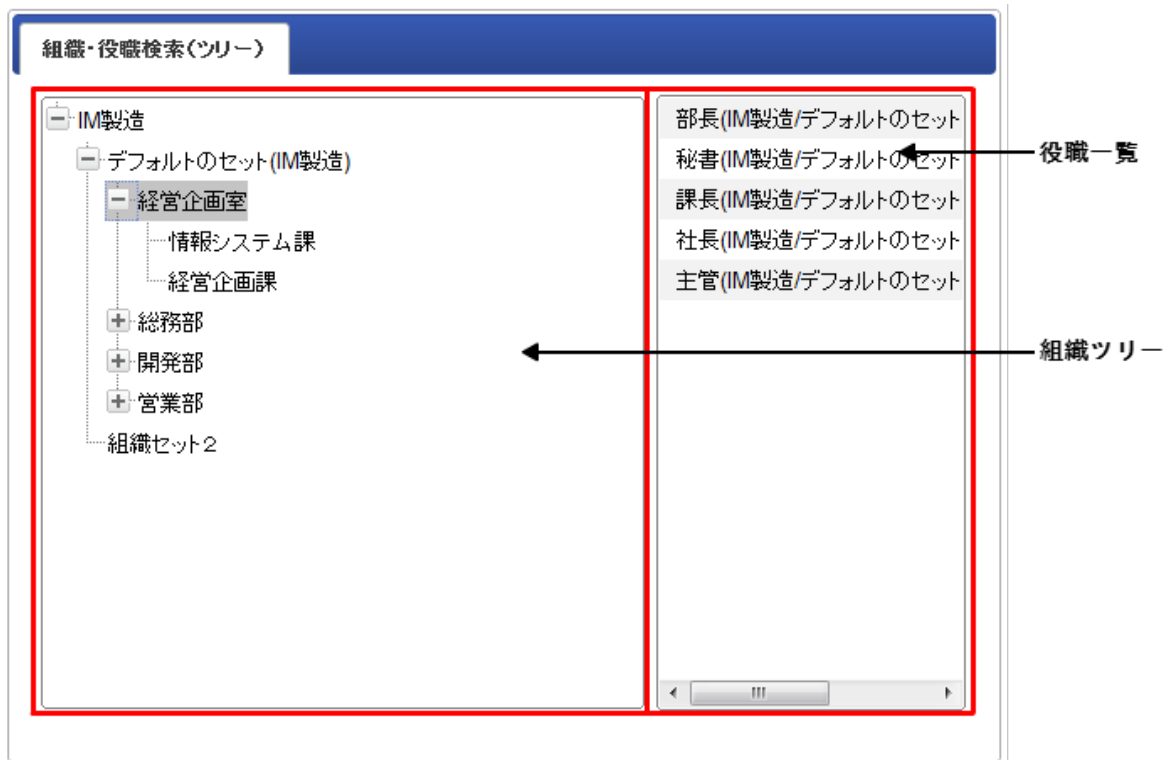 組織・役職検索(ツリー)
IM製造
デフォルトのセット(IM製造)
経営企画室
情報システム課
経営企画課
総務部
開発部
営業部
組織セット2
部長(IM製造/デフォルトのセット
秘書(IM製造/デフォルトのセット
課長(IM製造/デフォルトのセット
社長(IM製造/デフォルトのセット
主管(IM製造/デフォルトのセット
役職一覧
組織ツリー